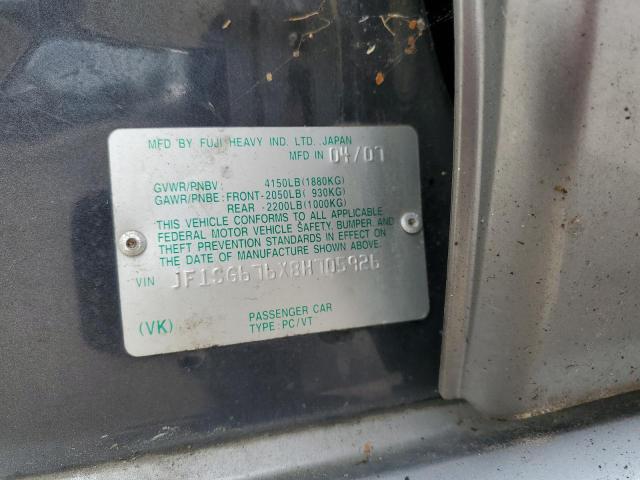 MFD BY FUJI HEAVY IND. LTD. JAPAN
MFD IN 04/07
GVWR/PNBV: 4150LB(1880KG)
GAWR/PNBE: FRONT-2050LB( 930KG)
REAR -2200LB(1000KG)
THIS VEHICLE CONFORMS TO ALL APPLICABLE
FEDERAL MOTOR VEHICLE SAFETY, BUMPER, AND
THEFT PREVENTION STANDARDS IN EFFECT ON
THE DATE OF MANUFACTURE SHOWN ABOVE.
VIN JF1SG676X8H705926
(VK) PASSENGER CAR
TYPE: PC/VT